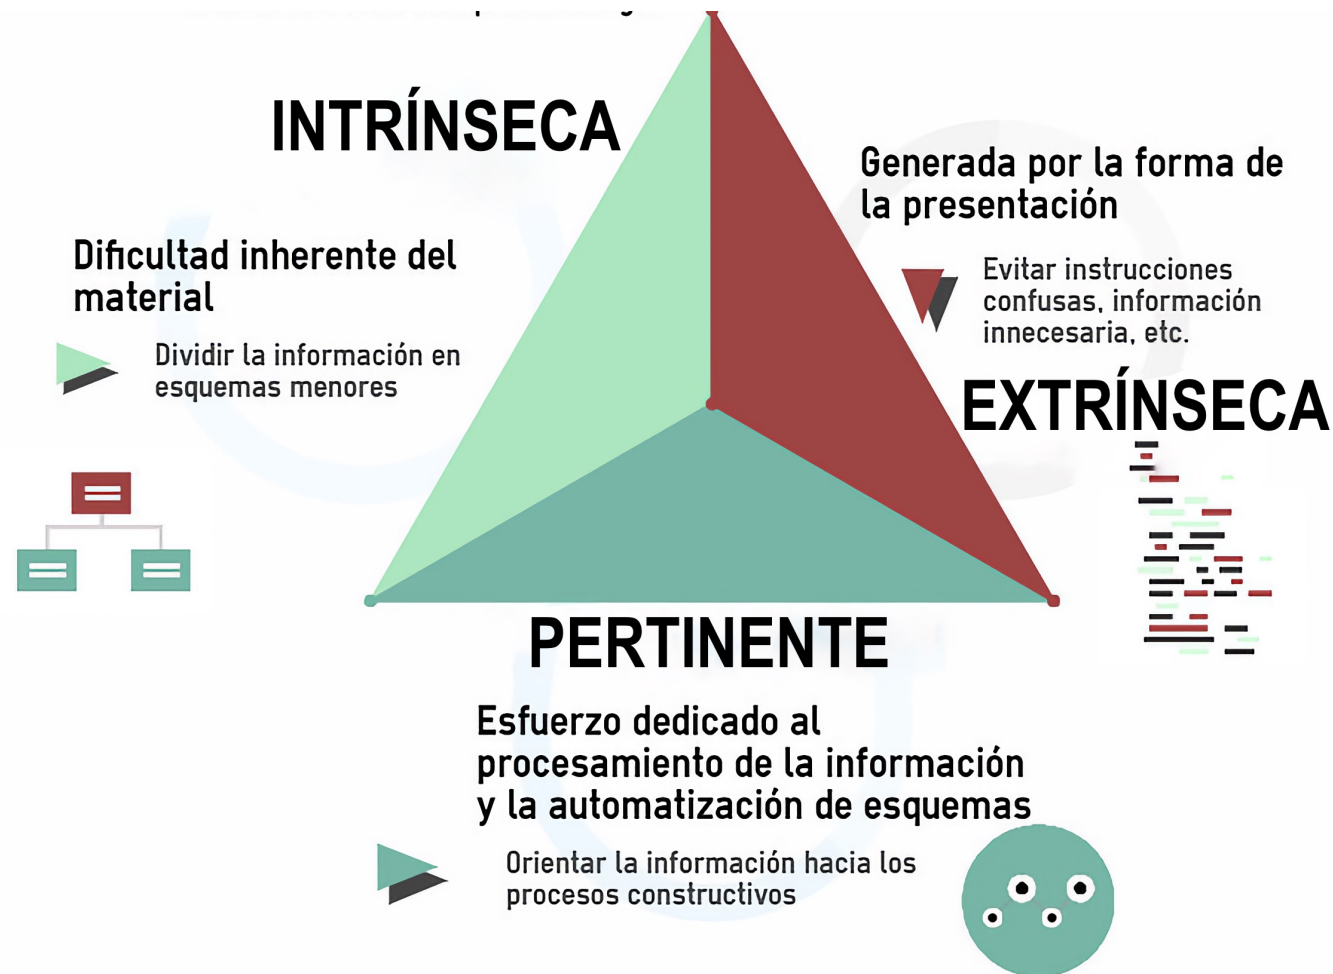 INTRÍNSECA
Dificultad inherente del
material
Dividir la información en
esquemas menores
Generada por la forma de
la presentación
Evitar instrucciones
confusas, información
innecesaria, etc.
EXTRÍNSECA
PERTINENTE
Esfuerzo dedicado al
procesamiento de la información
y la automatización de esquemas
Orientar la información hacia los
procesos constructivos